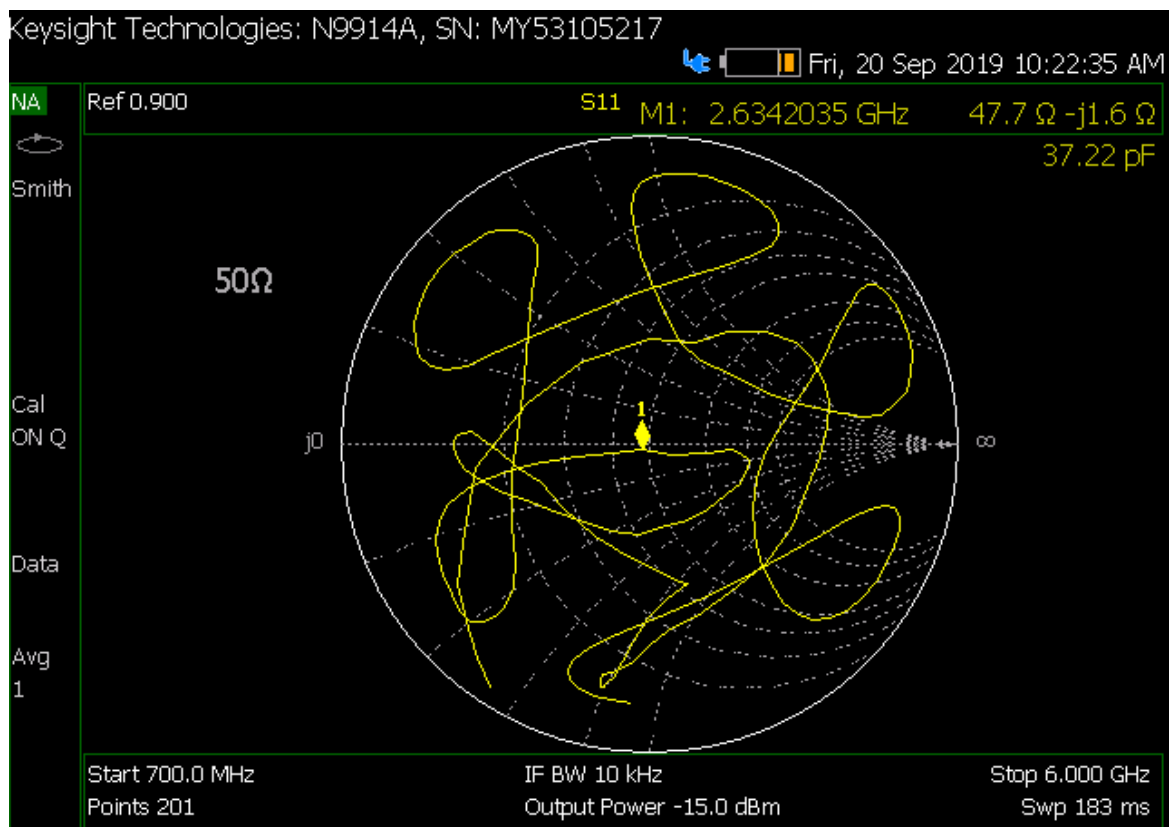 Keysight Technologies: N9914A, SN: MY53105217
Fri, 20 Sep 2019 10:22:35 AM
NA
Ref 0.900
S11
M1: 2.6342035 GHz
47.7 Ω -j1.6 Ω
37.22 pF
Smith
50Ω
Cal
ON Q
1
j0
∞
Data
Avg
1
Start 700.0 MHz
IF BW 10 kHz
Stop 6.000 GHz
Points 201
Output Power -15.0 dBm
Swp 183 ms